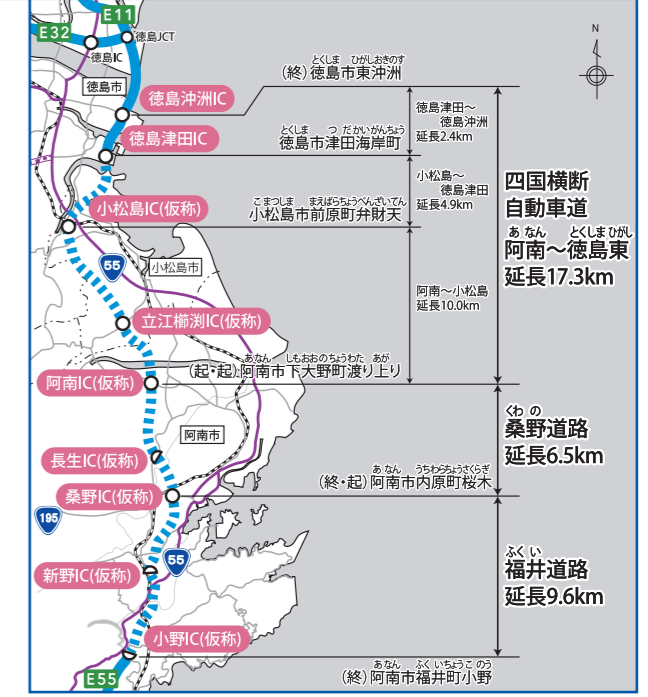 E11
E32
徳島JCT
徳島IC
徳島市
とくしま ひがしおきのす
(終)徳島市東沖洲
徳島沖洲IC
徳島津田〜
徳島沖洲
延長2.4km
徳島津田IC
とくしま つ だかいがんちょう
徳島市津田海岸町
小松島〜
徳島津田
延長4.9km
四国横断
自動車道
あ なん とくしまひがし
阿南〜徳島東
延長17.3km
小松島IC(仮称)
こ まつしま まえばらちょうべんざいてん
小松島市前原町弁財天
55
小松島市
阿南〜小松島
延長10.0km
立江櫛渕IC(仮称)
あなん しもおおのちょうわた あが
(起・起)阿南市下大野町渡り上り
阿南IC(仮称)
くわ の
桑野道路
延長6.5km
阿南市
長生IC(仮称)
あ なん うちわらちょうさくらぎ
(終・起)阿南市内原町桜木
桑野IC(仮称)
195
55
ふく い
福井道路
延長9.6km
新野IC(仮称)
小野IC(仮称)
あ なん ふく いちょうこ のう
(終)阿南市福井町小野
E55
N